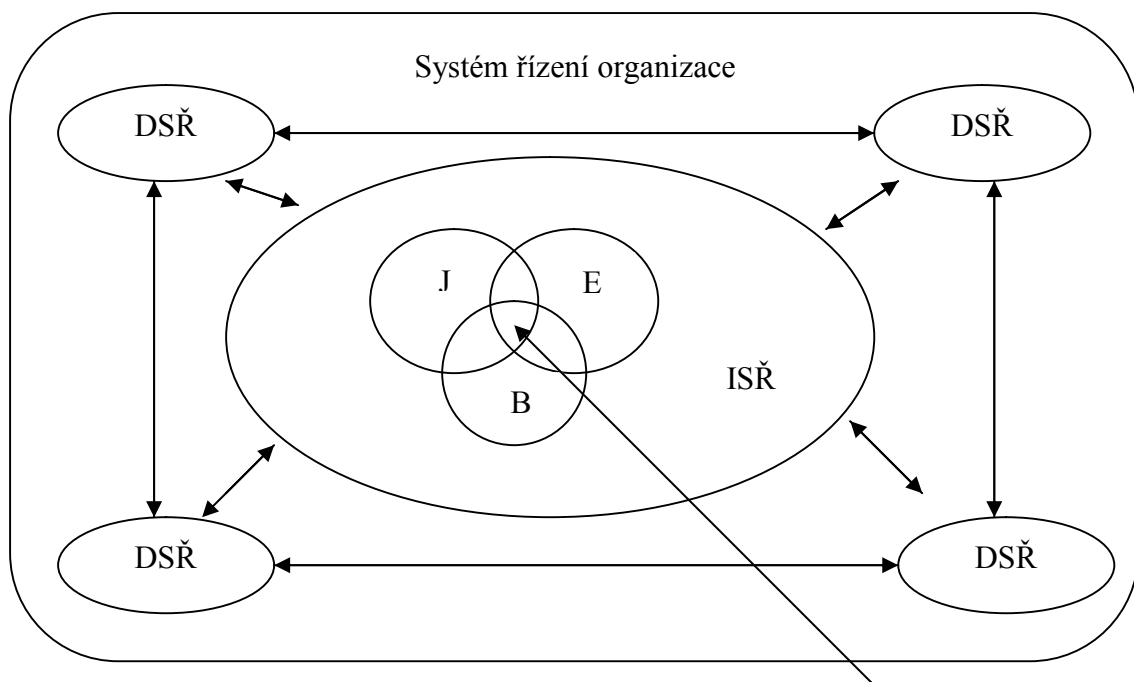 Systém řízení organizace
DSŘ
DSŘ
J
E
ISŘ
B
DSŘ
DSŘ